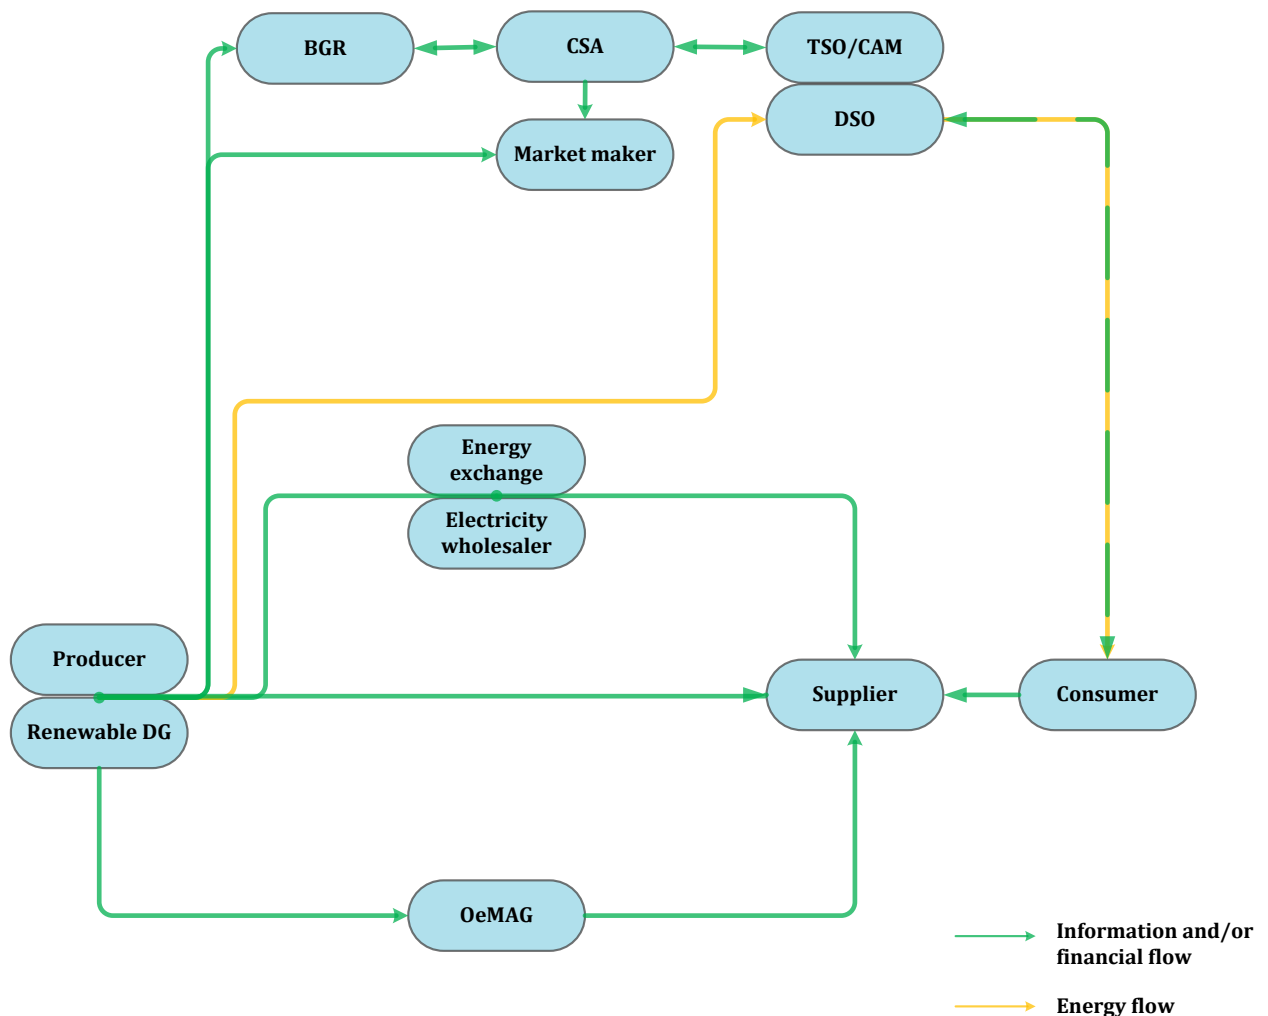 BGR
CSA
TSO/CAM
DSO
Market maker
Energy
exchange
Electricity
wholesaler
Producer
Renewable DG
Supplier
Consumer
OeMAG
Information and/or
financial flow
Energy flow